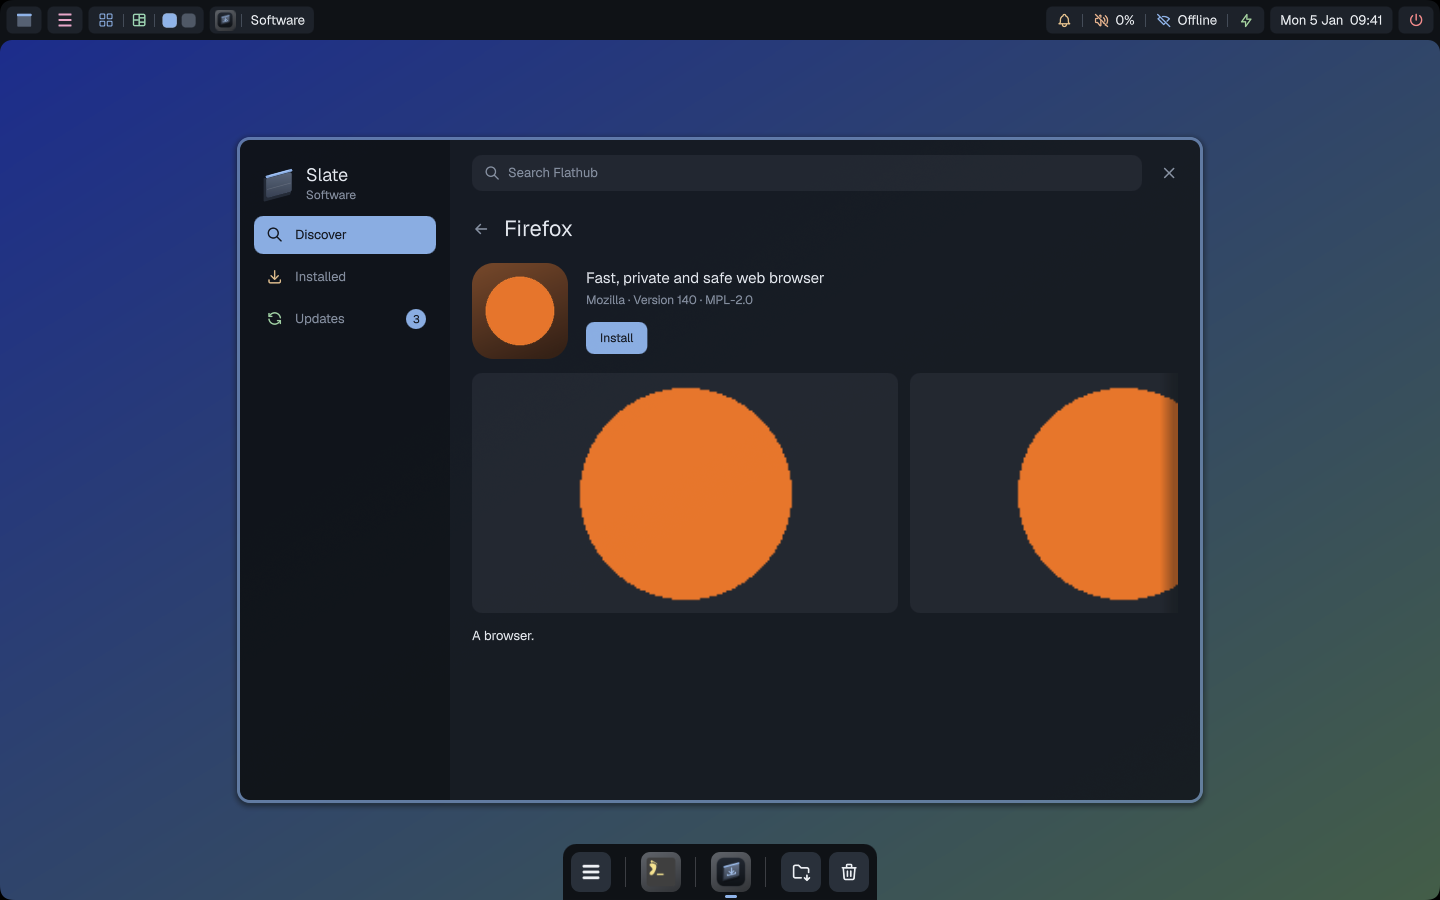 Software
0%
Offline
Mon 5 Jan 09:41
Slate
Software
Discover
Installed
Updates
3
Search Flathub
Firefox
Fast, private and safe web browser
Mozilla · Version 140 · MPL-2.0
Install
A browser.